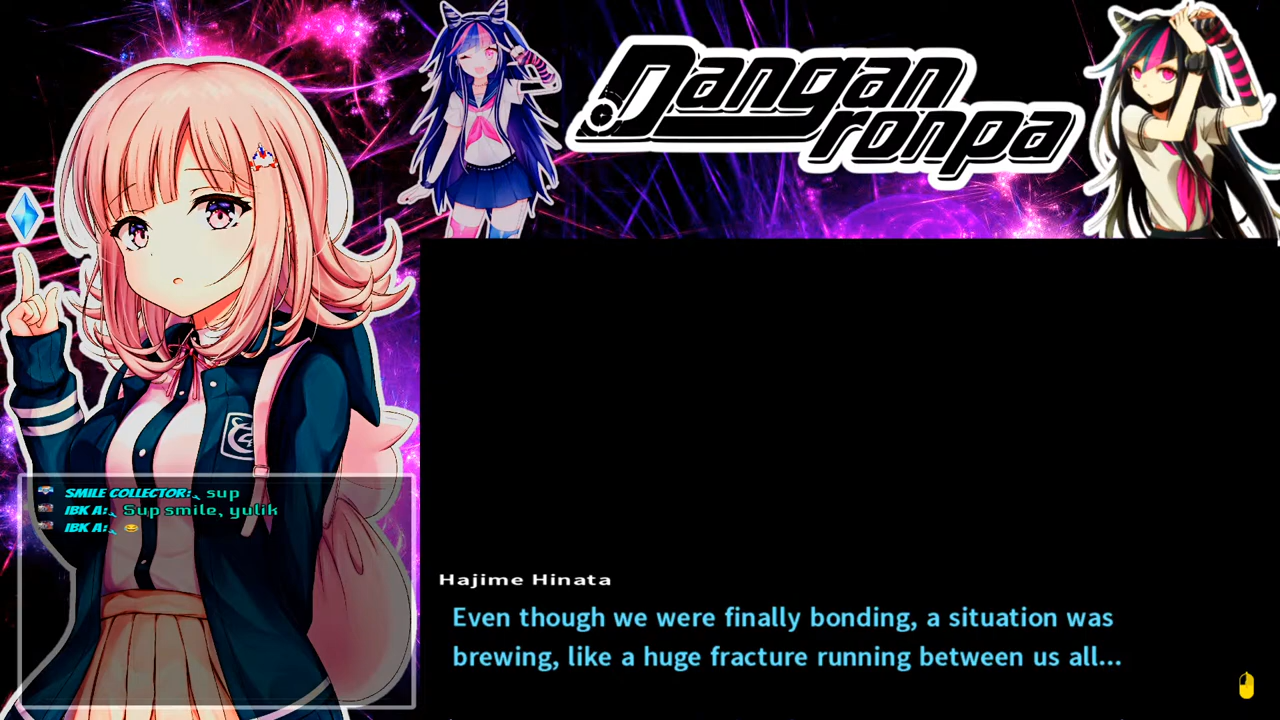 Dangan
ronpa
SMILE COLLECTOR: sup
IBK A: Sup smile, yulik
IBK A: 😂
Hajime Hinata
Even though we were finally bonding, a situation was
brewing, like a huge fracture running between us all...